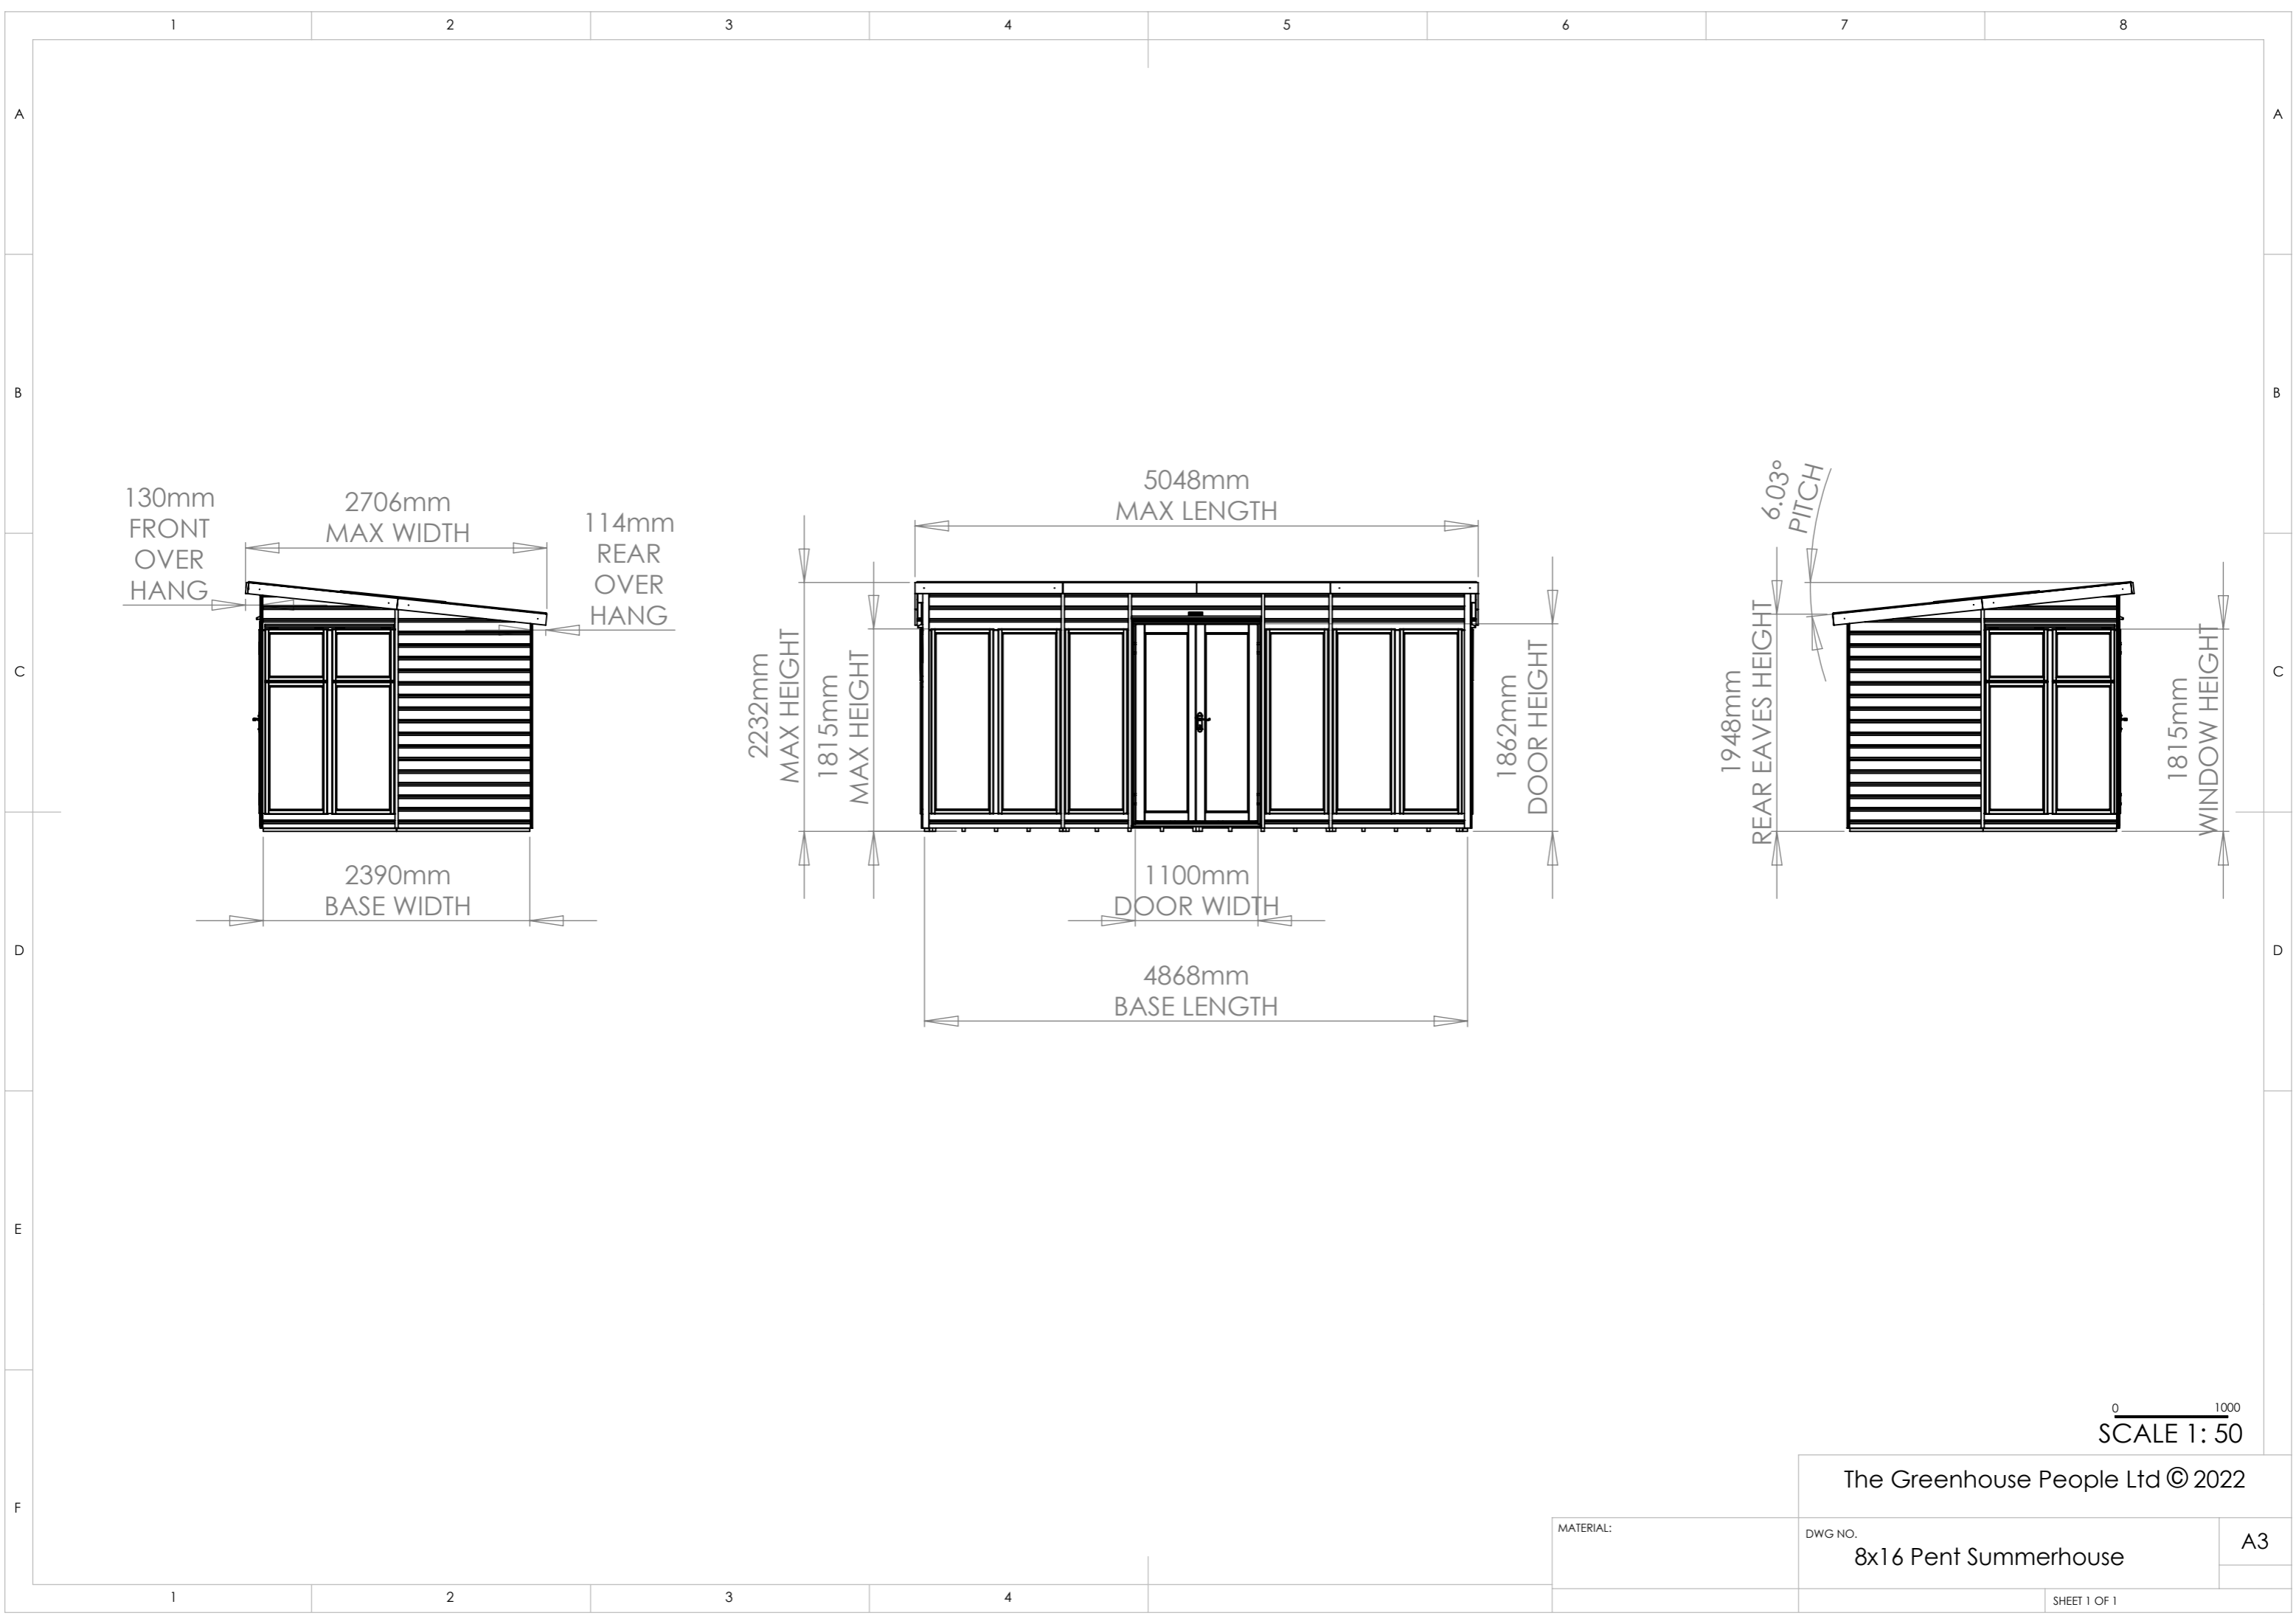 1 2 3 4 5 6 7 8
A A
B B
C C
D D
E E
F
130mm
FRONT
OVER
HANG
2706mm
MAX WIDTH
114mm
REAR
OVER
HANG
2390mm
BASE WIDTH
5048mm
MAX LENGTH
2232mm
MAX HEIGHT
1815mm
MAX HEIGHT
1862mm
DOOR HEIGHT
1100mm
DOOR WIDTH
4868mm
BASE LENGTH
6.03°
PITCH
1948mm
REAR EAVES HEIGHT
1815mm
WINDOW HEIGHT
0 1000
SCALE 1: 50
The Greenhouse People Ltd © 2022
MATERIAL:
DWG NO.
8x16 Pent Summerhouse
A3
SHEET 1 OF 1
1 2 3 4